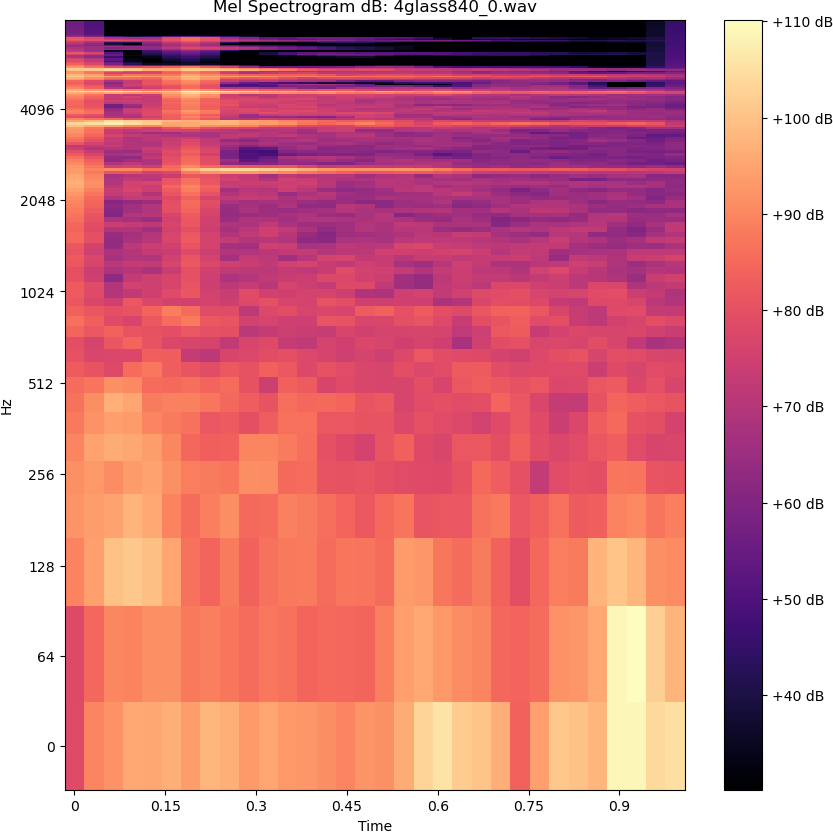 Mel Spectrogram dB: 4glass840_0.wav
+110 dB
+100 dB
+90 dB
+80 dB
+70 dB
+60 dB
+50 dB
+40 dB
4096
2048
1024
512
256
128
64
0
Hz
0
0.15
0.3
0.45
0.6
0.75
0.9
Time